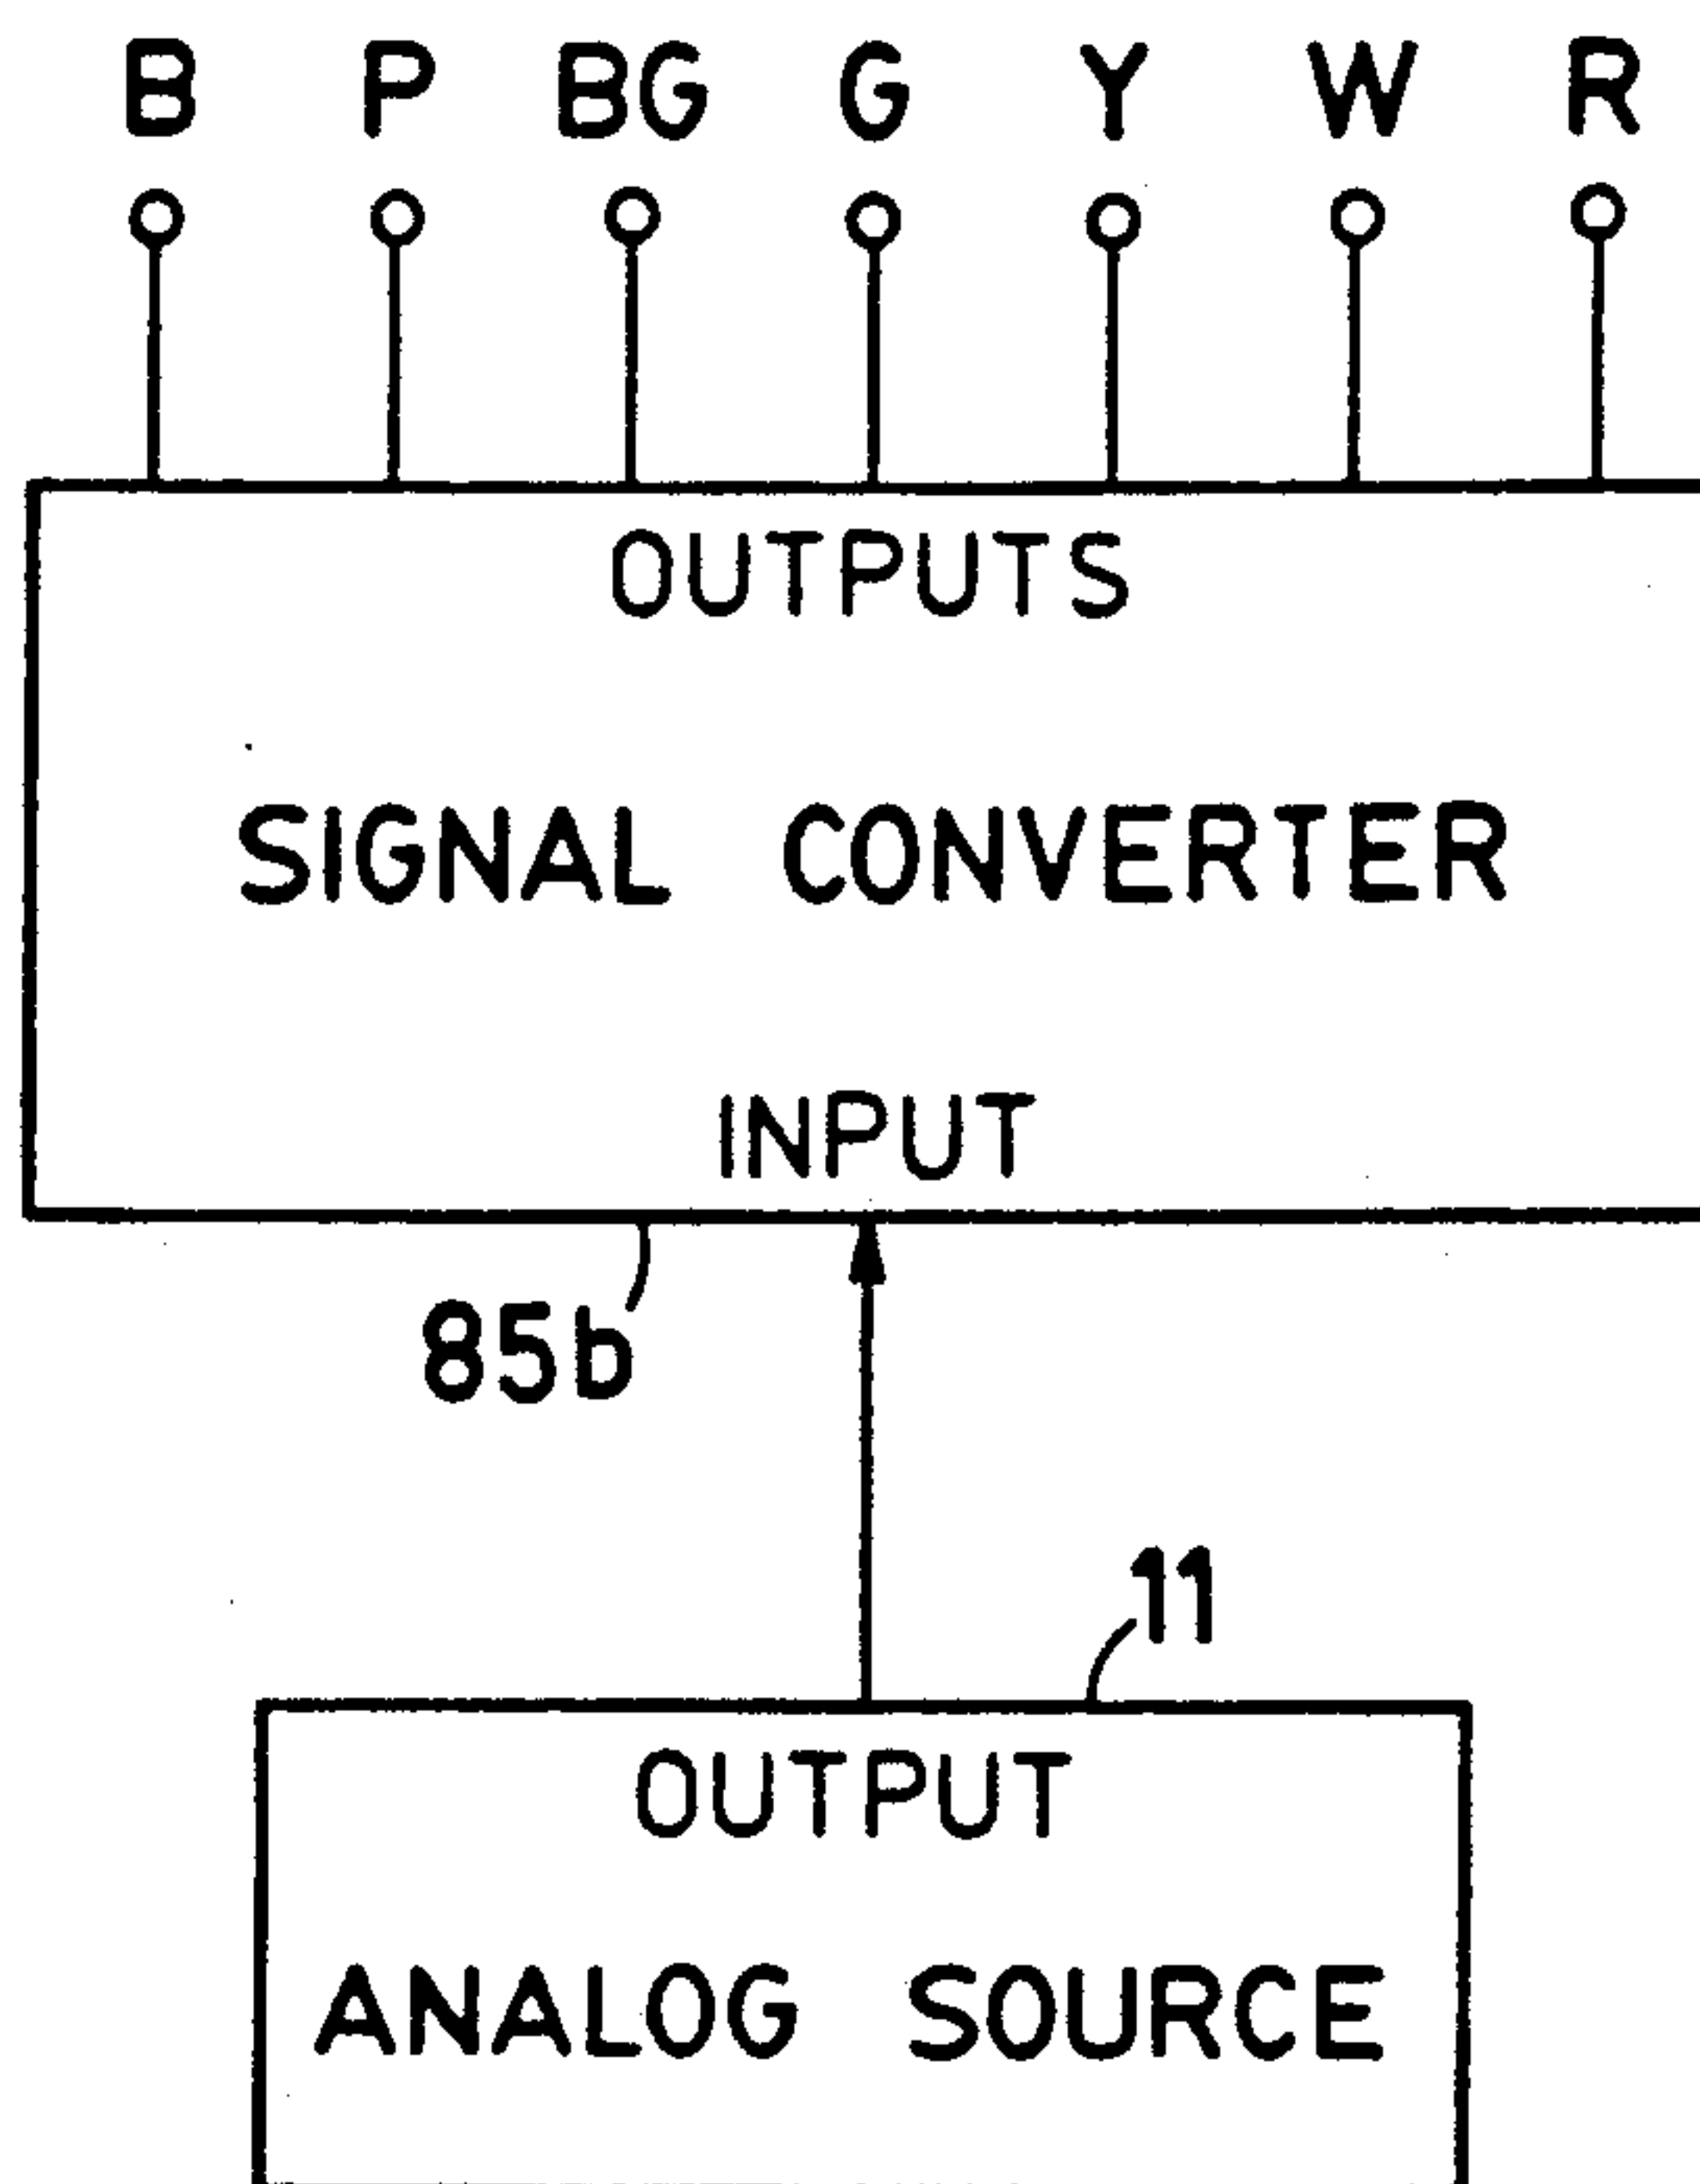 B P BG G Y W R
OUTPUTS
SIGNAL CONVERTER
INPUT
85b
11
OUTPUT
ANALOG SOURCE